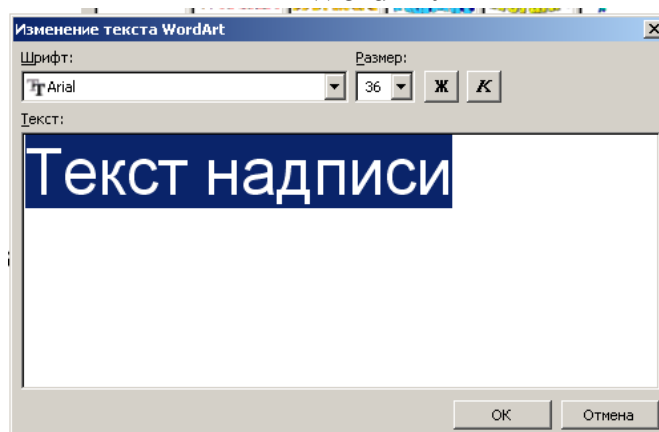 Изменение текста WordArt
Шрифт: Размер:
Arial 36 Ж К
Текст:
Текст надписи
ОК Отмена